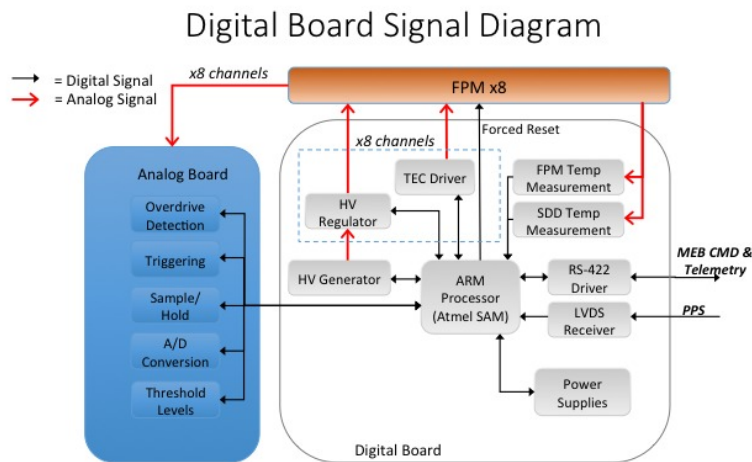 Digital Board Signal Diagram
= Digital Signal
= Analog Signal
x8 channels
FPM x8
Forced Reset
x8 channels
Analog Board
Overdrive
Detection
Triggering
Sample/
Hold
A/D
Conversion
Threshold
Levels
TEC Driver
HV
Regulator
HV Generator
FPM Temp
Measurement
SDD Temp
Measurement
ARM
Processor
(Atmel SAM)
RS-422
Driver
LVDS
Receiver
Power
Supplies
MEB CMD &
Telemetry
PPS
Digital Board